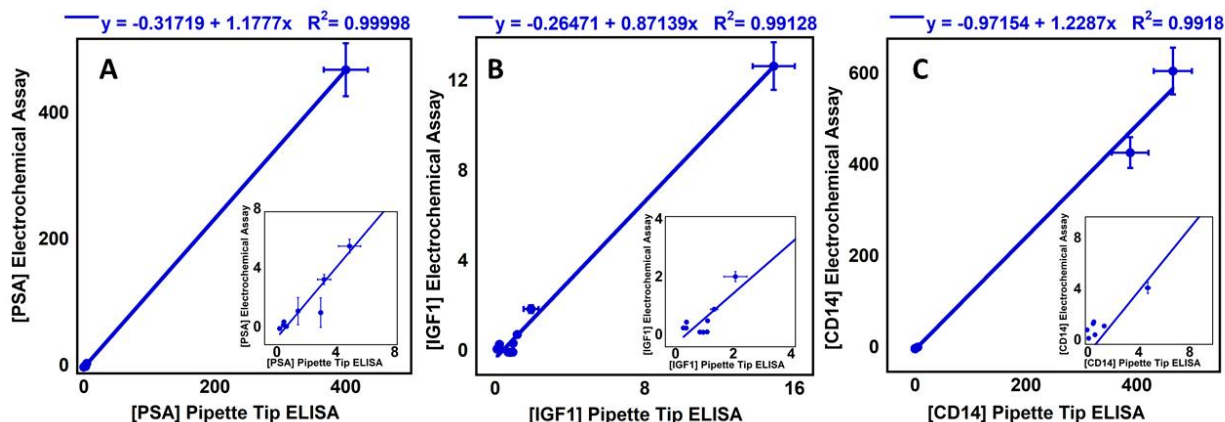 y = -0.31719 + 1.1777x R2= 0.99998
A
[PSA] Electrochemical Assay
400
200
0
0 200 400
[PSA] Pipette Tip ELISA
[PSA] Electrochemical Assay
8
4
0
0 4 8
[PSA] Pipette Tip ELISA
y = -0.26471 + 0.87139x R2= 0.99128
B
[IGF1] Electrochemical Assay
12
8
4
0
0 8 16
[IGF1] Pipette Tip ELISA
[IGF1] Electrochemical Assay
4
2
0
0 2 4
[IGF1] Pipette Tip ELISA
y = -0.97154 + 1.2287x R2= 0.9918
C
[CD14] Electrochemical Assay
600
400
200
0
0 200 400
[CD14] Pipette Tip ELISA
[CD14] Electrochemical Assay
8
4
0
0 4 8
[CD14] Pipette Tip ELISA